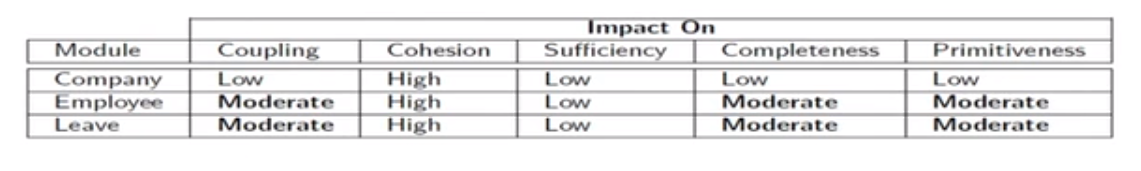 Impact On
Module Coupling Cohesion Sufficiency Completeness Primitiveness
Company Low High Low Low Low
Employee Moderate High Low Moderate Moderate
Leave Moderate High Low Moderate Moderate